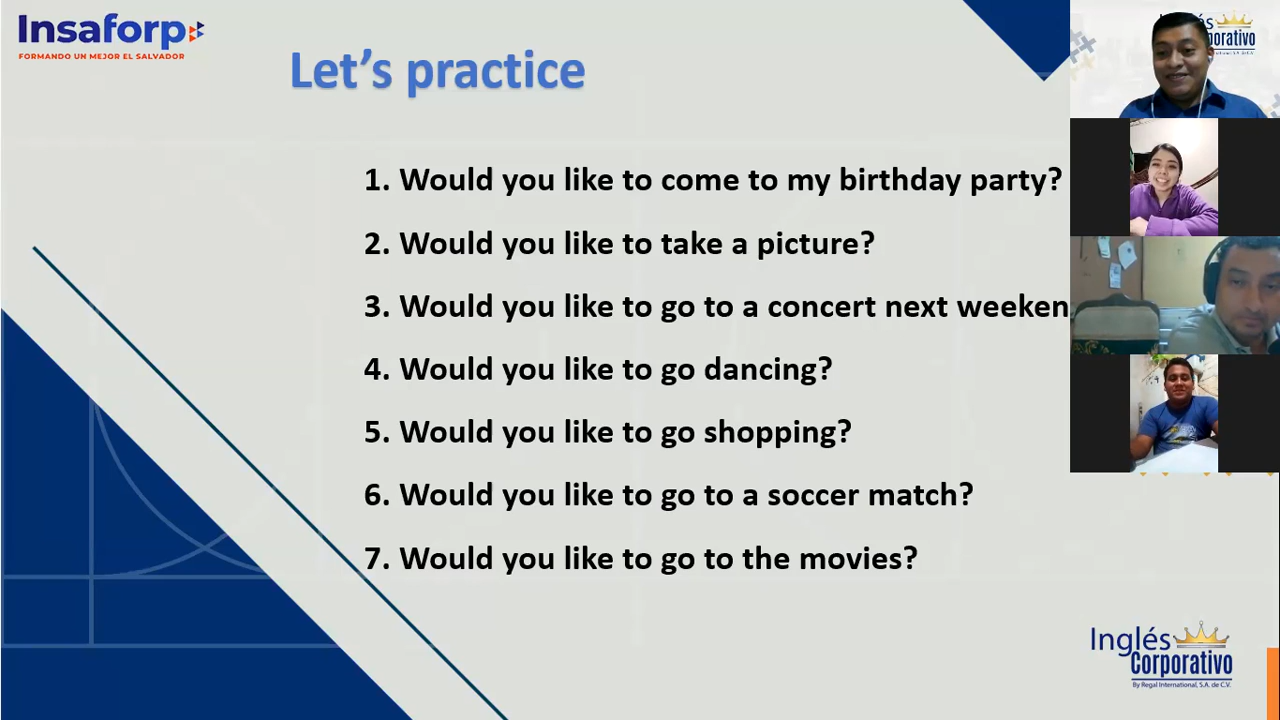 Insaforp
FORMANDO UN MEJOR EL SALVADOR
Let's practice
1. Would you like to come to my birthday party?
2. Would you like to take a picture?
3. Would you like to go to a concert next weeken
4. Would you like to go dancing?
5. Would you like to go shopping?
6. Would you like to go to a soccer match?
7. Would you like to go to the movies?
Inglés
Corporativo
By Regal International, S.A. de C.V.